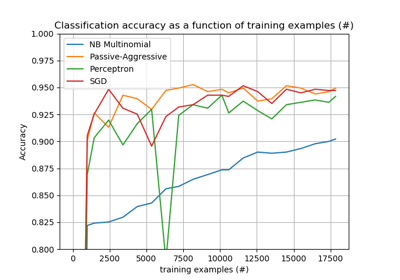 Classification accuracy as a function of training examples (#)
1.000
0.975
0.950
0.925
0.900
0.875
0.850
0.825
0.800
Accuracy
NB Multinomial
Passive-Aggressive
Perceptron
SGD
0 2500 5000 7500 10000 12500 15000 17500
training examples (#)